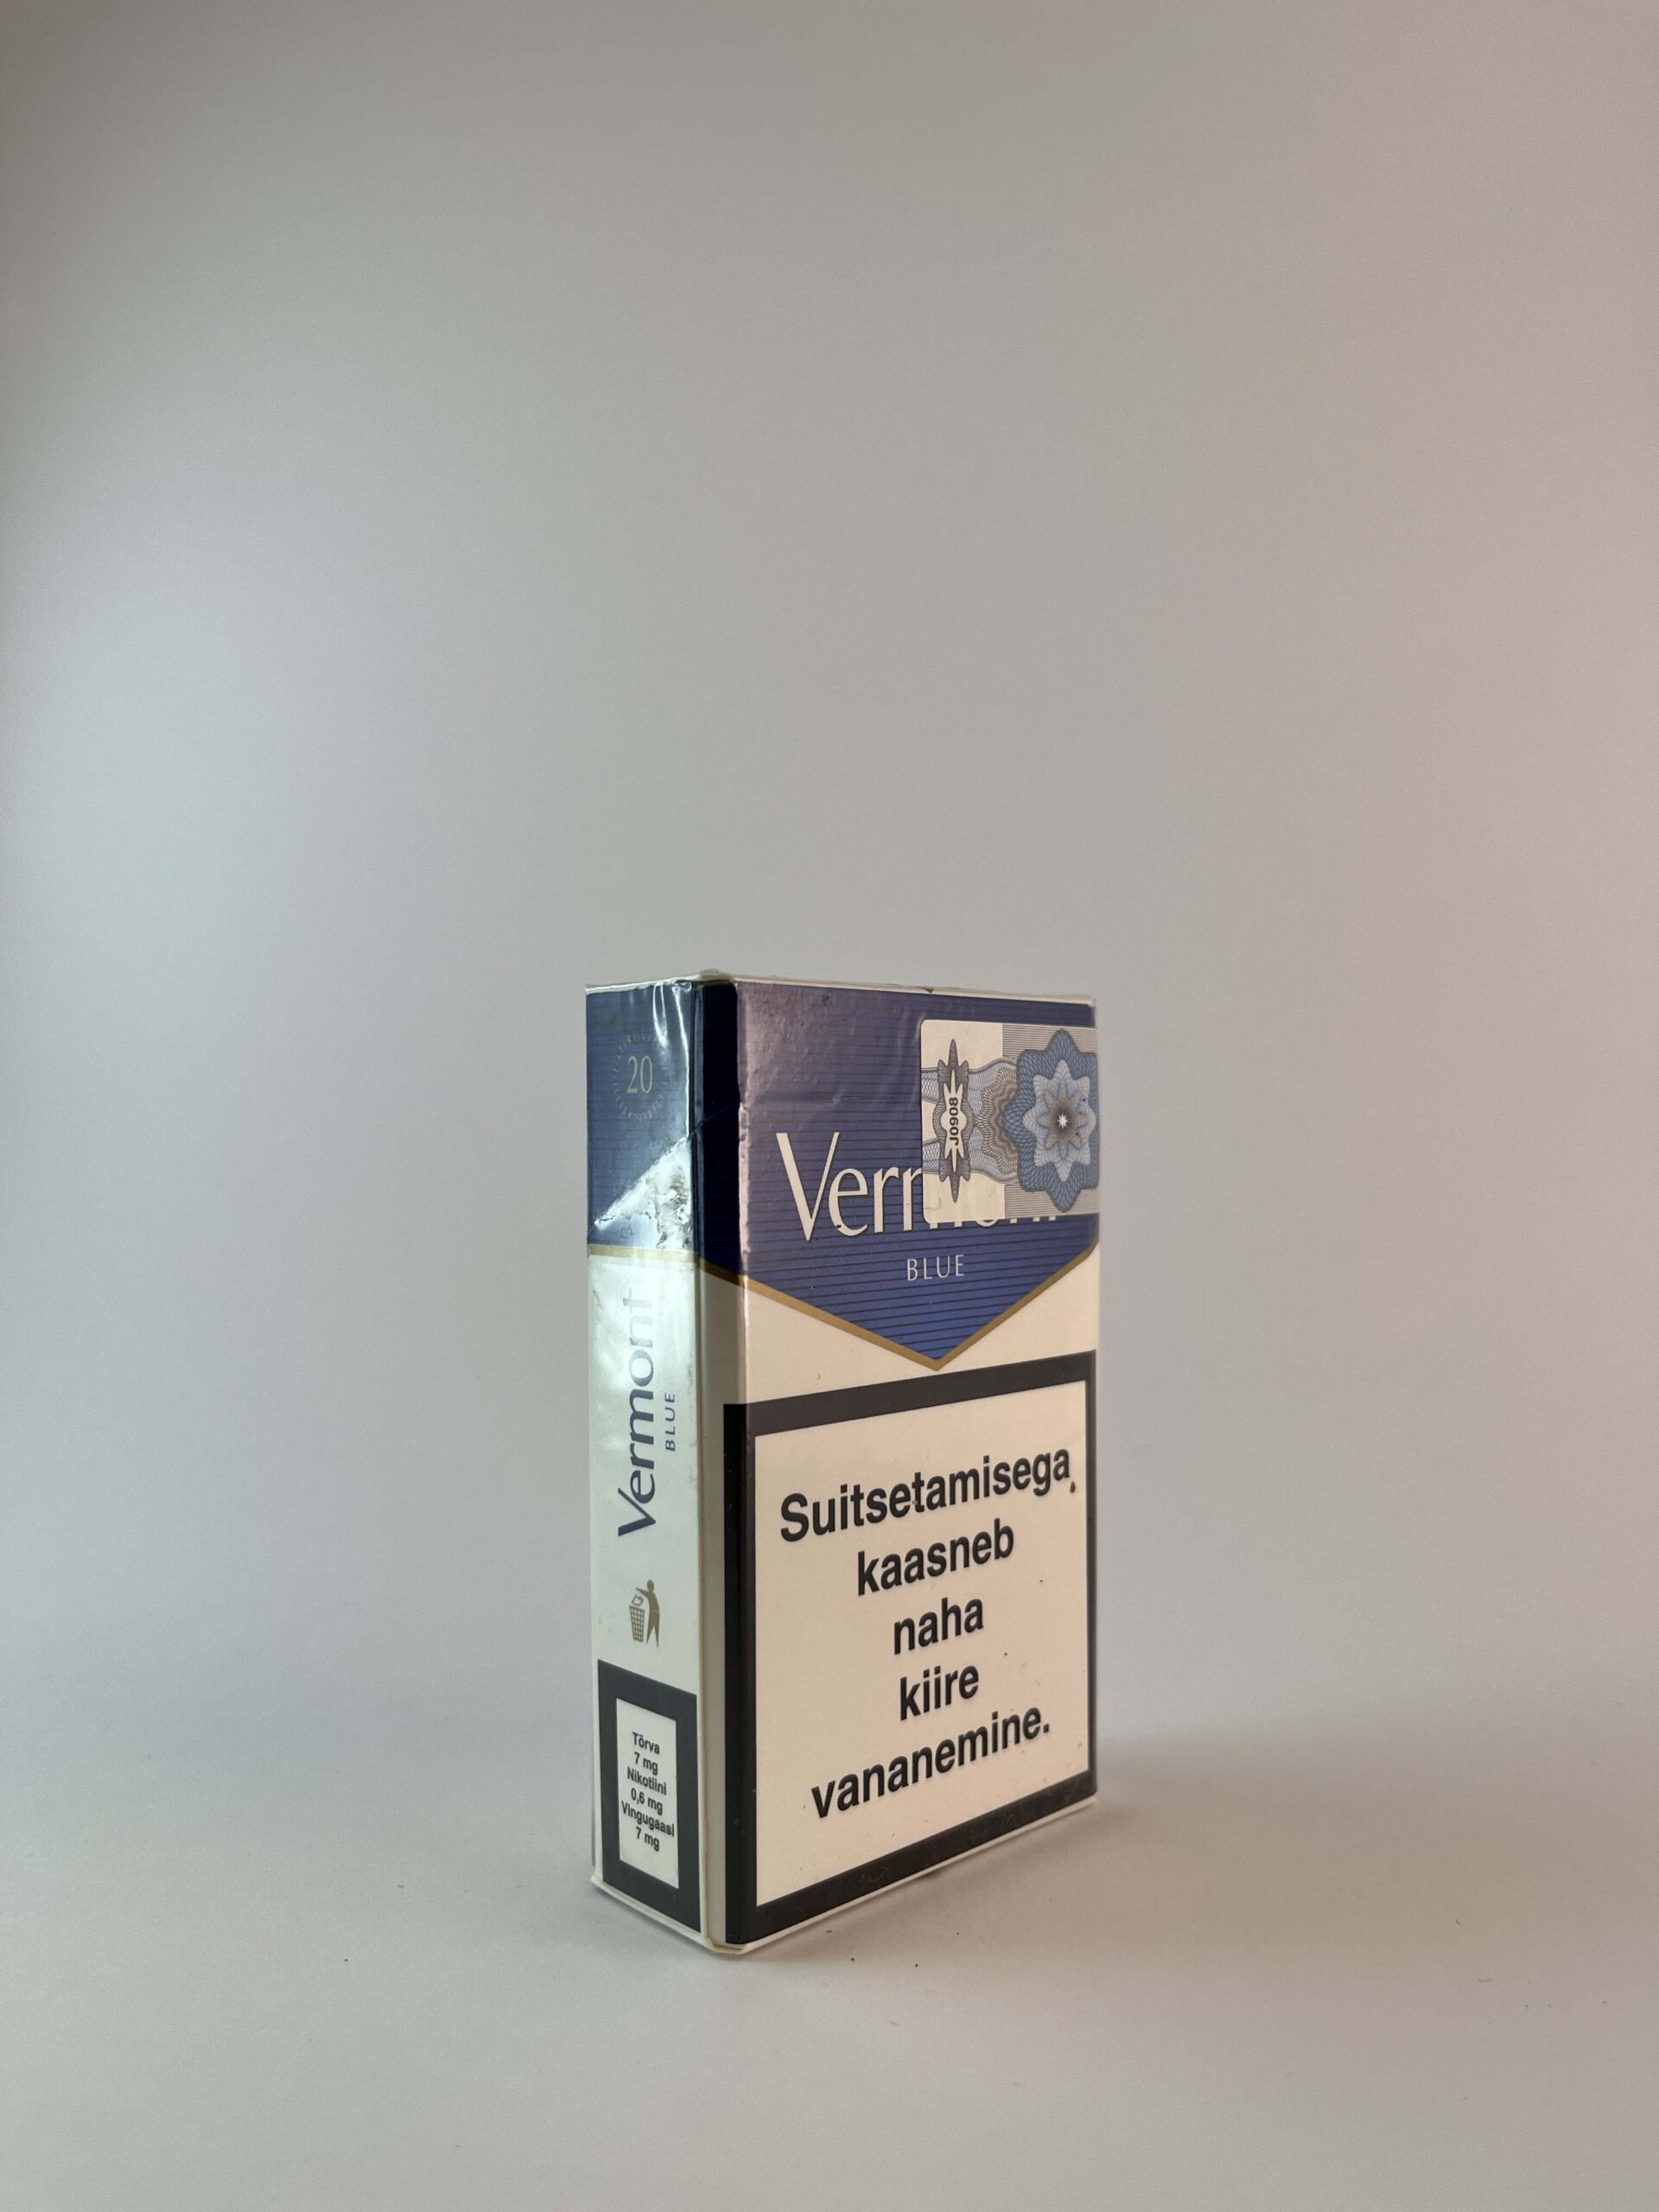 20
Vermont
BLUE
Tõrva
7 mg
Nikotiini
0,6 mg
Vingugaasi
7 mg
J0908
Verm
BLUE
Suitsetamisega
kaasneb
naha
kiire
vananemine.